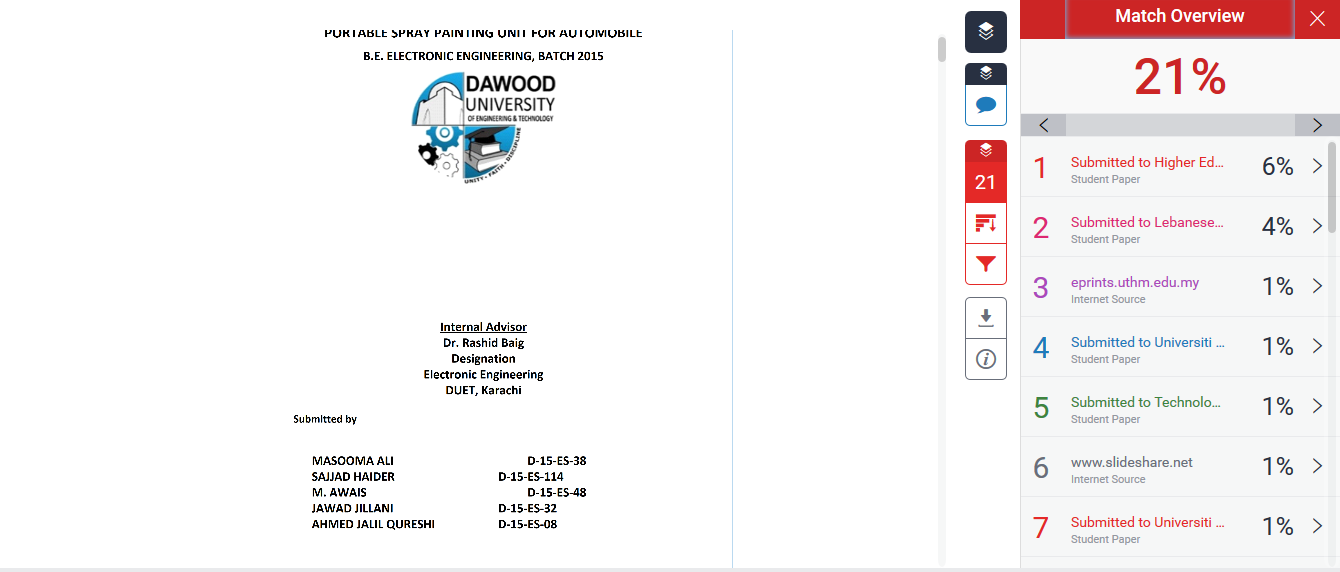 PORTABLE SPRAY PAINTING UNIT FOR AUTOMOBILE
B.E. ELECTRONIC ENGINEERING, BATCH 2015
DAWOOD
UNIVERSITY
OF ENGINEERING & TECHNOLOGY
UNITY · FAITH · DISCIPLINE
Internal Advisor
Dr. Rashid Baig
Designation
Electronic Engineering
DUET, Karachi
Submitted by
MASOOMA ALI D-15-ES-38
SAJJAD HAIDER D-15-ES-114
M. AWAIS D-15-ES-48
JAWAD JILLANI D-15-ES-32
AHMED JALIL QURESHI D-15-ES-08
21
Match Overview
21%
1 Submitted to Higher Ed... 6%
Student Paper
2 Submitted to Lebanese... 4%
Student Paper
3 eprints.uthm.edu.my 1%
Internet Source
4 Submitted to Universiti ... 1%
Student Paper
5 Submitted to Technolo... 1%
Student Paper
6 www.slideshare.net 1%
Internet Source
7 Submitted to Universiti ... 1%
Student Paper